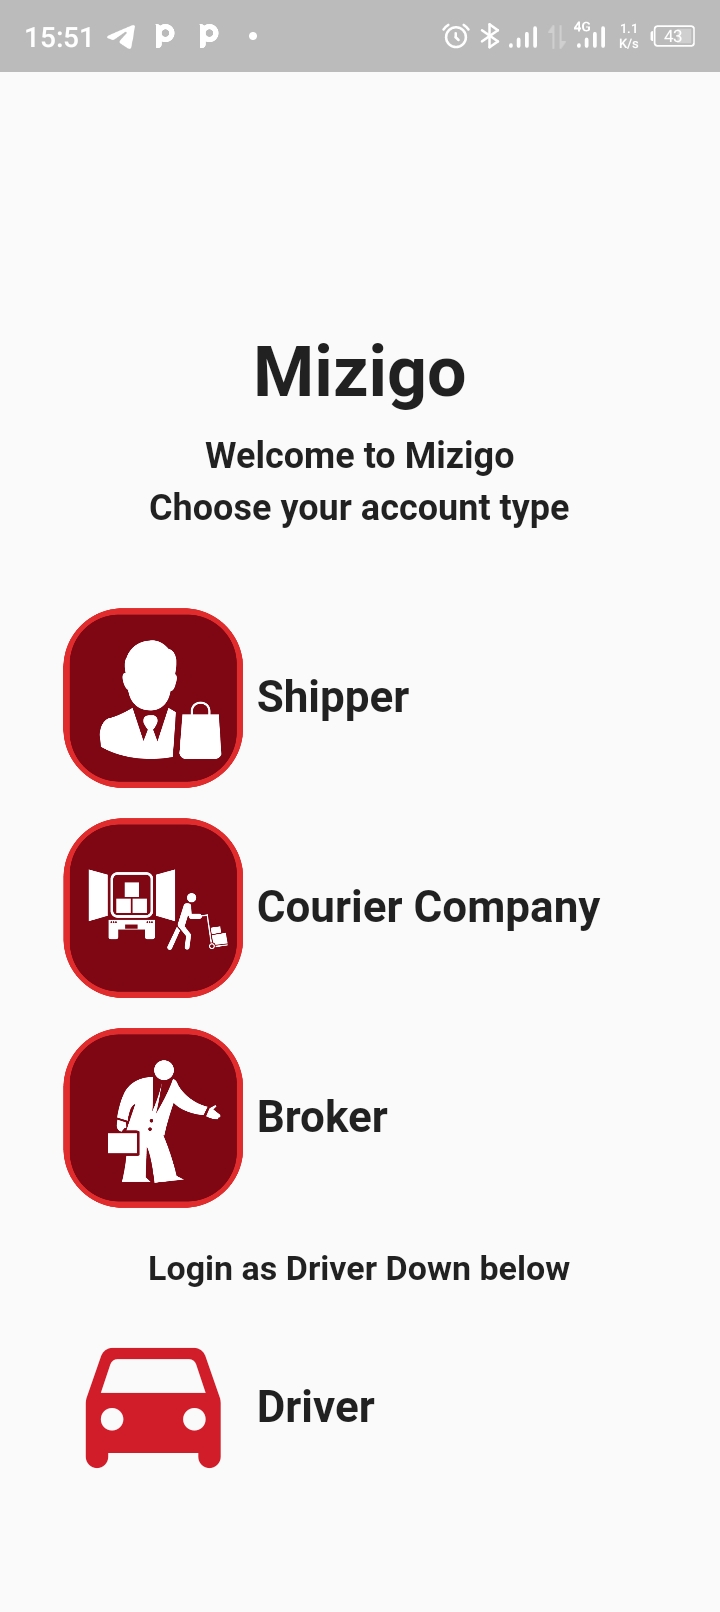 15:51
4G
1.1
K/s
43
Mizigo
Welcome to Mizigo
Choose your account type
Shipper
Courier Company
Broker
Login as Driver Down below
Driver